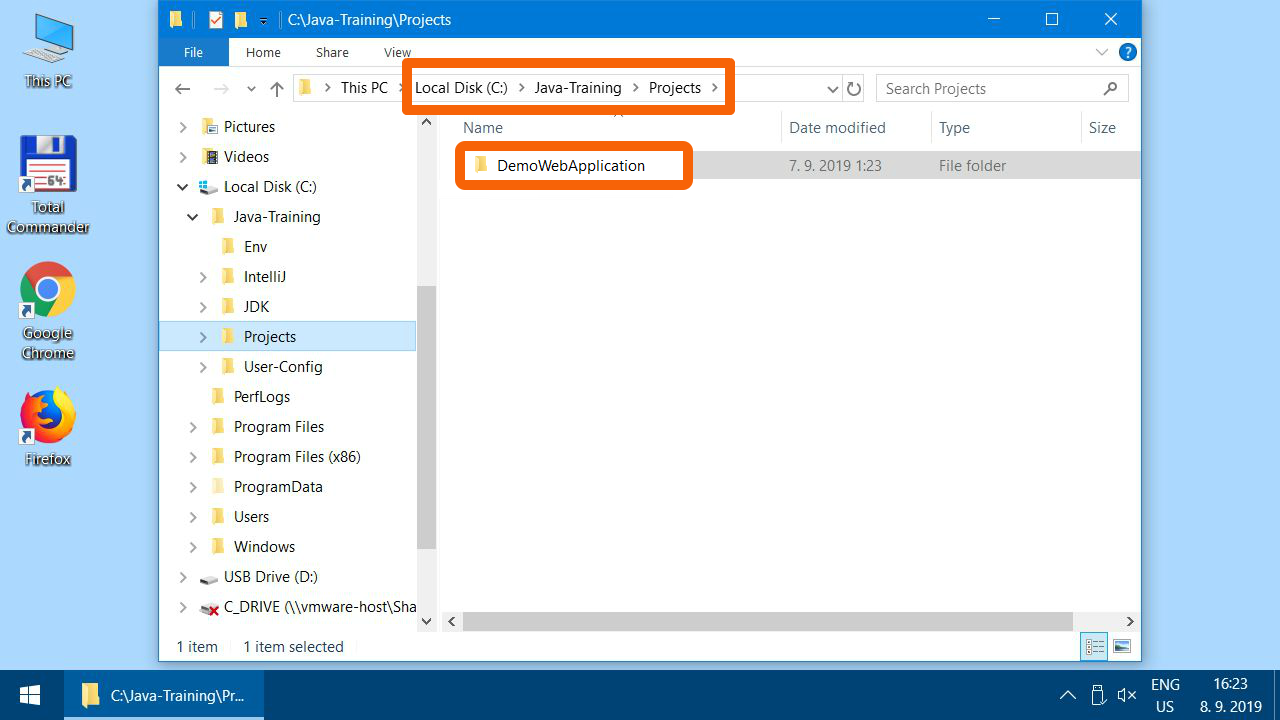 This PC
Total
Commander
64
Google
Chrome
Firefox
C:\Java-Training\Projects
File Home Share View
This PC Local Disk (C:) Java-Training Projects
Search Projects
Pictures
Videos
Local Disk (C:)
Java-Training
Env
IntelliJ
JDK
Projects
User-Config
PerfLogs
Program Files
Program Files (x86)
ProgramData
Users
Windows
USB Drive (D:)
C_DRIVE (\\vmware-host\Sha
Name Date modified Type Size
DemoWebApplication 7. 9. 2019 1:23 File folder
1 item 1 item selected
C:\Java-Training\Pr...
ENG
US
16:23
8. 9. 2019